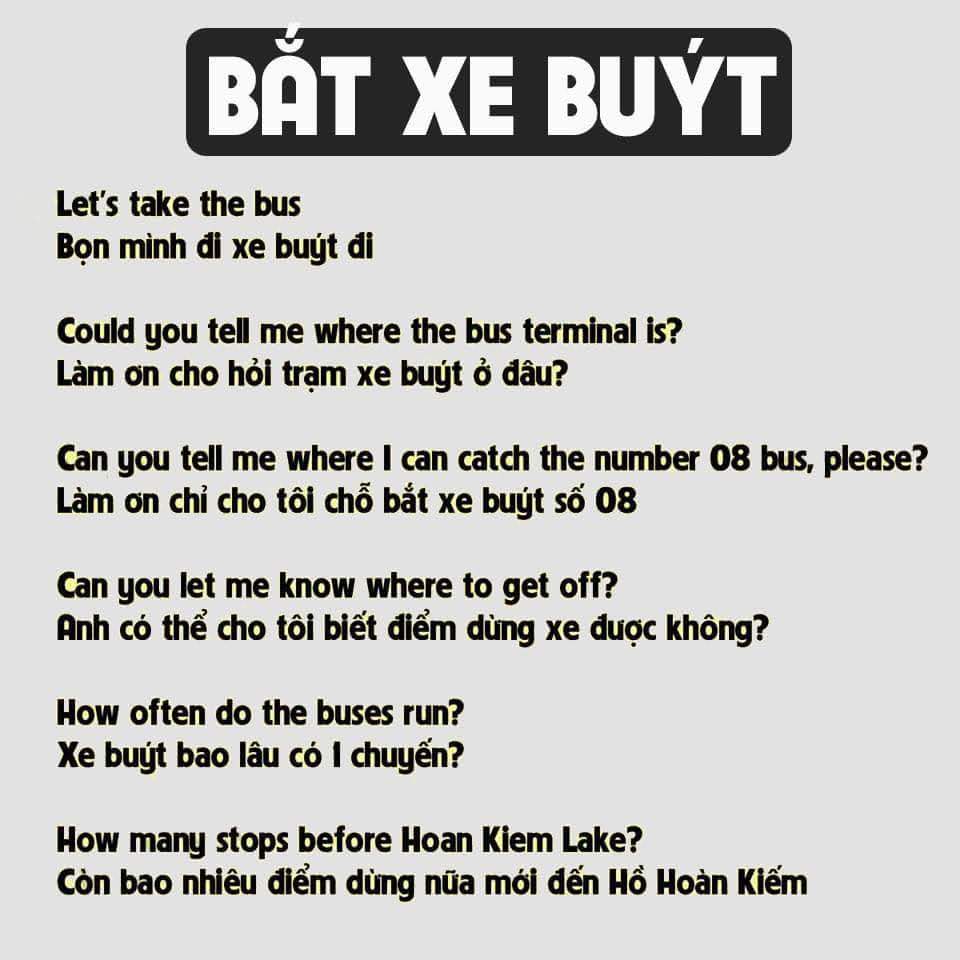 BẮT XE BUÝT
Let's take the bus
Bọn mình đi xe buýt đi
Could you tell me where the bus terminal is?
Làm ơn cho hỏi trạm xe buýt ở đâu?
Can you tell me where I can catch the number 08 bus, please?
Làm ơn chỉ cho tôi chỗ bắt xe buýt số 08
Can you let me know where to get off?
Anh có thể cho tôi biết điểm dừng xe được không?
How often do the buses run?
Xe buýt bao lâu có 1 chuyến?
How many stops before Hoan Kiem Lake?
Còn bao nhiêu điểm dừng nữa mới đến Hồ Hoàn Kiếm